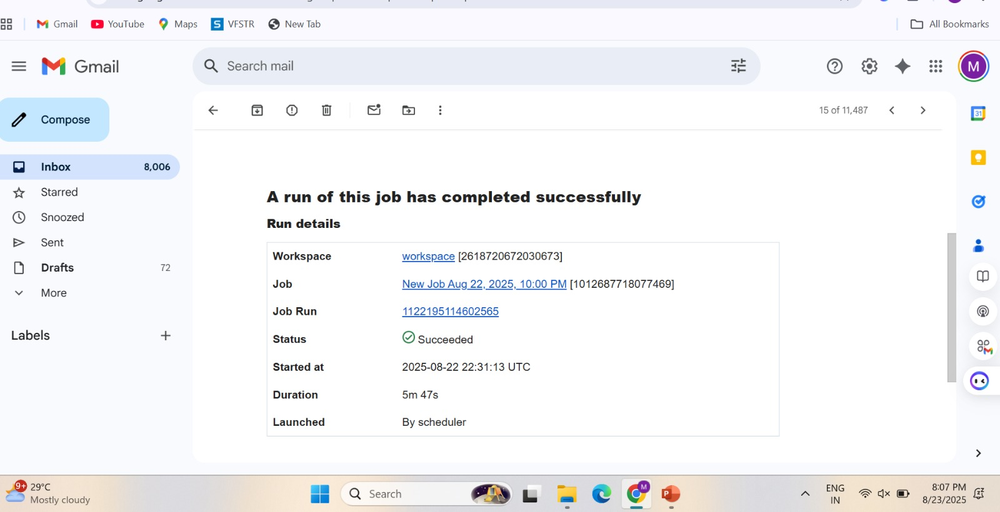 Gmail YouTube Maps VFSTR New Tab All Bookmarks
Gmail
Search mail
M
Compose
15 of 11,487
31
Inbox 8,006
Starred
Snoozed
Sent
Drafts 72
More
Labels
A run of this job has completed successfully
Run details
Workspace workspace [2618720672030673]
Job New Job Aug 22, 2025, 10:00 PM [1012687718077469]
Job Run 1122195114602565
Status Succeeded
Started at 2025-08-22 22:31:13 UTC
Duration 5m 47s
Launched By scheduler
9+ 29°C
Mostly cloudy
Search
M
P
ENG
IN
8:07 PM
8/23/2025